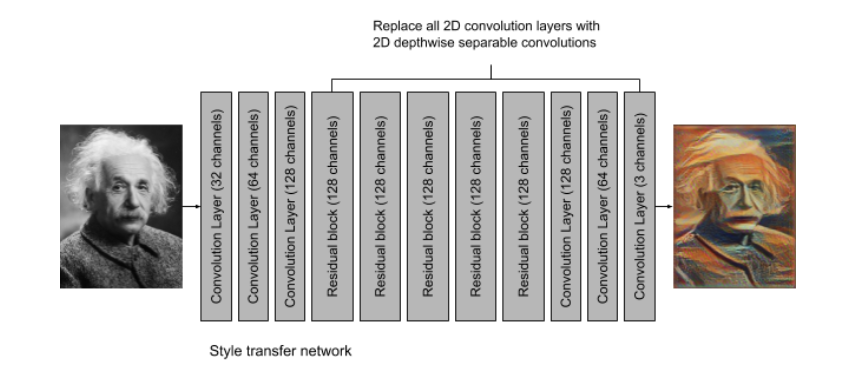 Replace all 2D convolution layers with
2D depthwise separable convolutions
Convolution Layer (32 channels)
Convolution Layer (64 channels)
Convolution Layer (128 channels)
Residual block (128 channels)
Residual block (128 channels)
Residual block (128 channels)
Residual block (128 channels)
Residual block (128 channels)
Convolution Layer (128 channels)
Convolution Layer (64 channels)
Convolution Layer (3 channels)
Style transfer network